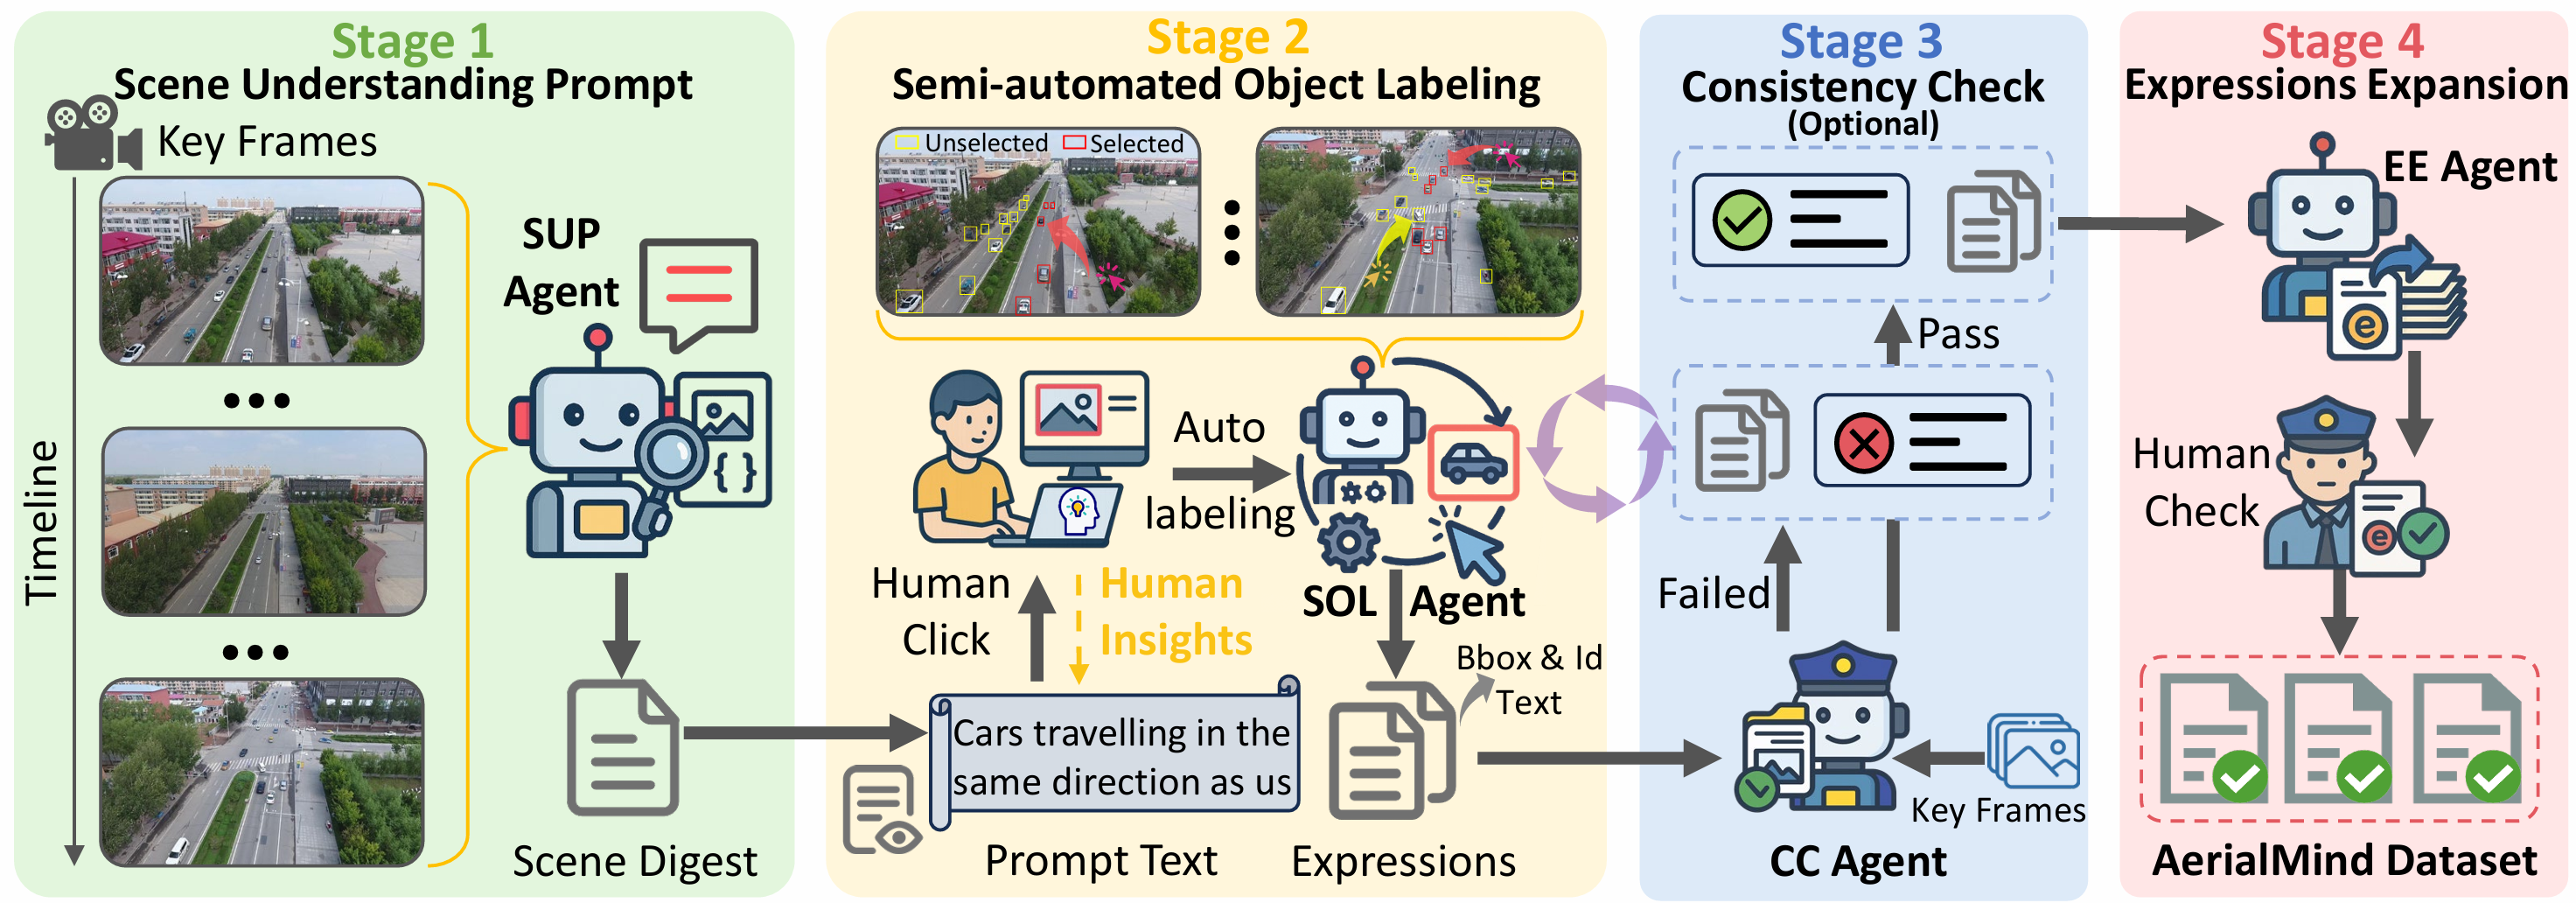 Stage 1
Scene Understanding Prompt
Key Frames
Timeline
SUP
Agent
Scene Digest
Stage 2
Semi-automated Object Labeling
Unselected
Selected
Auto
labeling
Human
Click
Human
Insights
SOL Agent
Bbox & Id
Text
Cars travelling in the
same direction as us
Prompt Text
Expressions
Stage 3
Consistency Check
(Optional)
Pass
Failed
Key Frames
CC Agent
Stage 4
Expressions Expansion
EE Agent
e
Human
Check
e
AerialMind Dataset